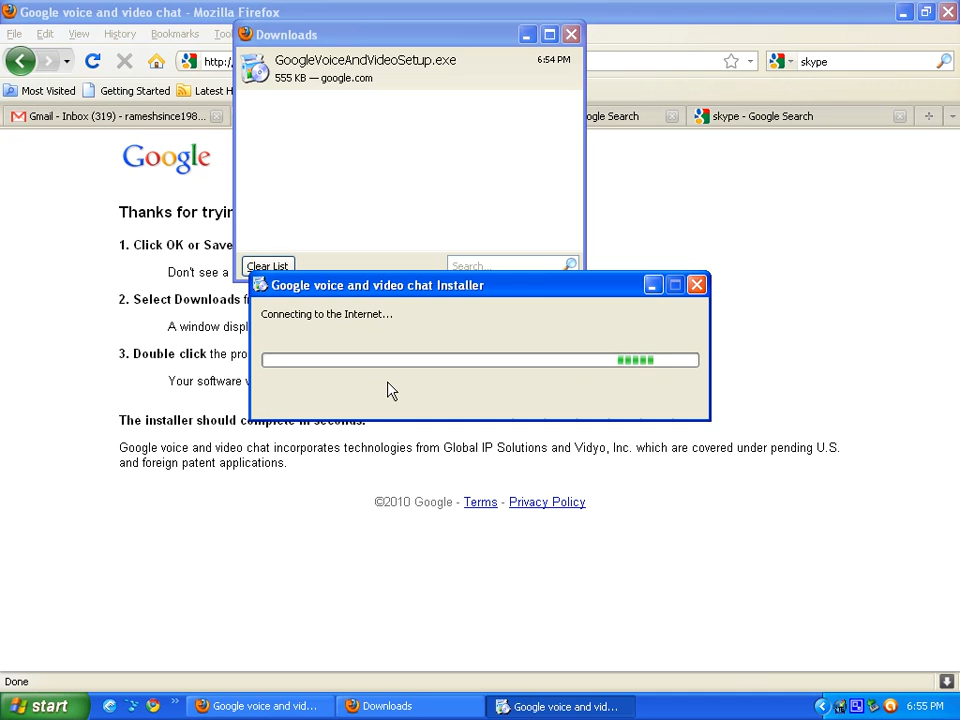 Google voice and video chat - Mozilla Firefox
File Edit View History Bookmarks
Downloads
GoogleVoiceAndVideoSetup.exe 6:54 PM
555 KB — google.com
http:/
skype
Most Visited Getting Started Latest H
Gmail - Inbox (319) - rameshsince198...
ogle Search
skype - Google Search
Google
Thanks for tryin
1. Click OK or Save
Don't see a
2. Select Downloads
A window displ
3. Double click the pro
Your software
Clear List
Search...
Google voice and video chat Installer
Connecting to the Internet...
The installer should complete in seconds.
Google voice and video chat incorporates technologies from Global IP Solutions and Vidyo, Inc. which are covered under pending U.S.
and foreign patent applications.
©2010 Google - Terms - Privacy Policy
Done
start
Google voice and vid...
Downloads
Google voice and vid...
6:55 PM